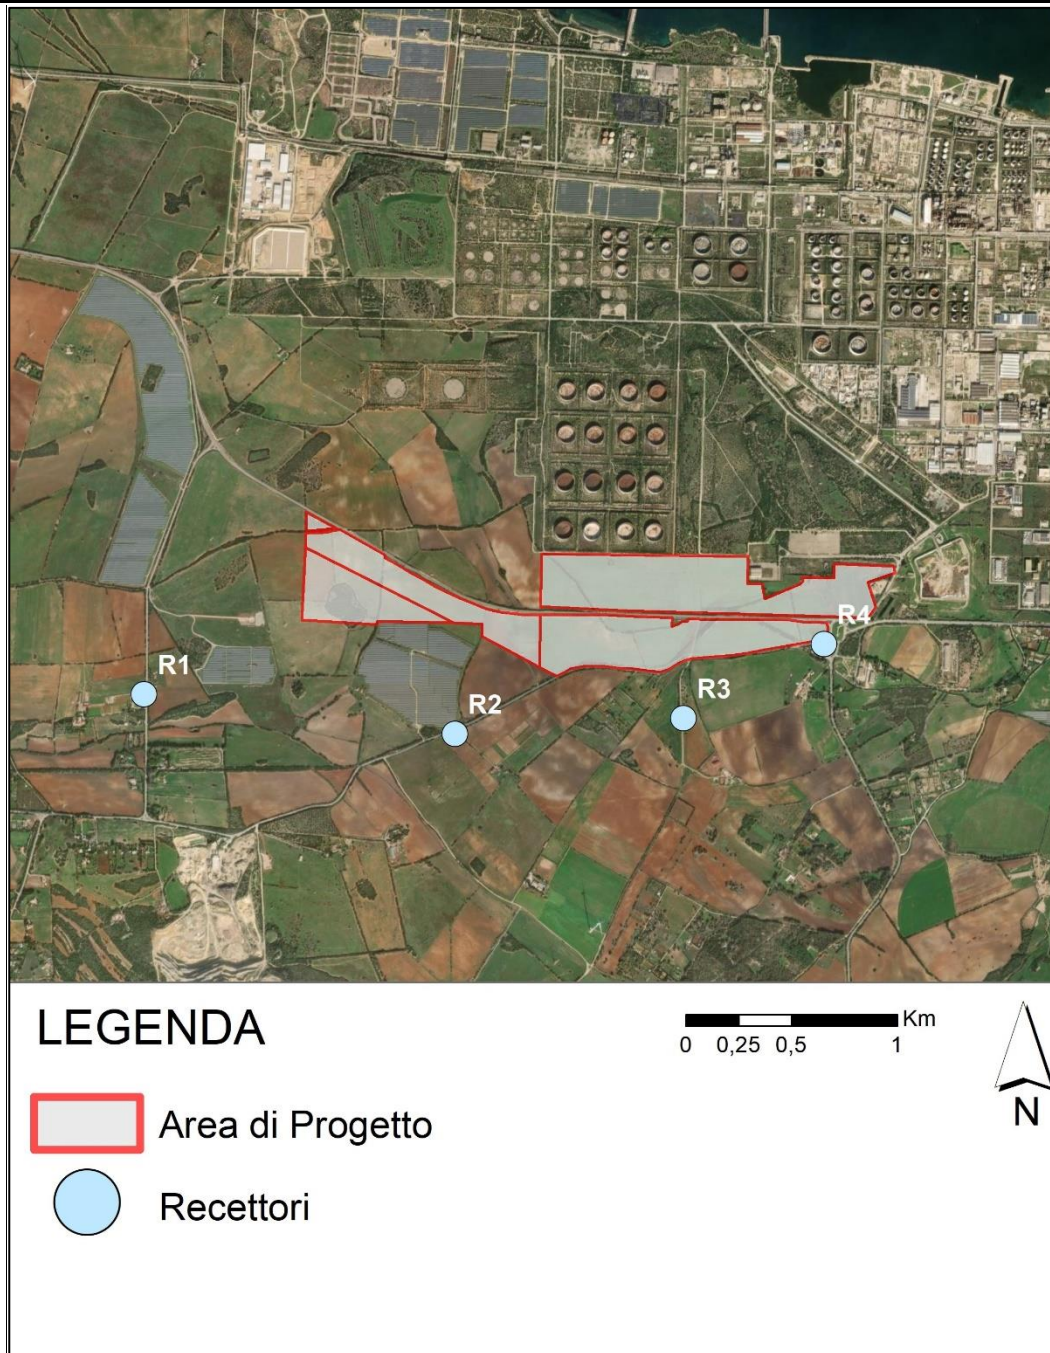 R4
R1
R3
R2
LEGENDA
Km
0 0,25 0,5 1
Area di Progetto
N
Recettori